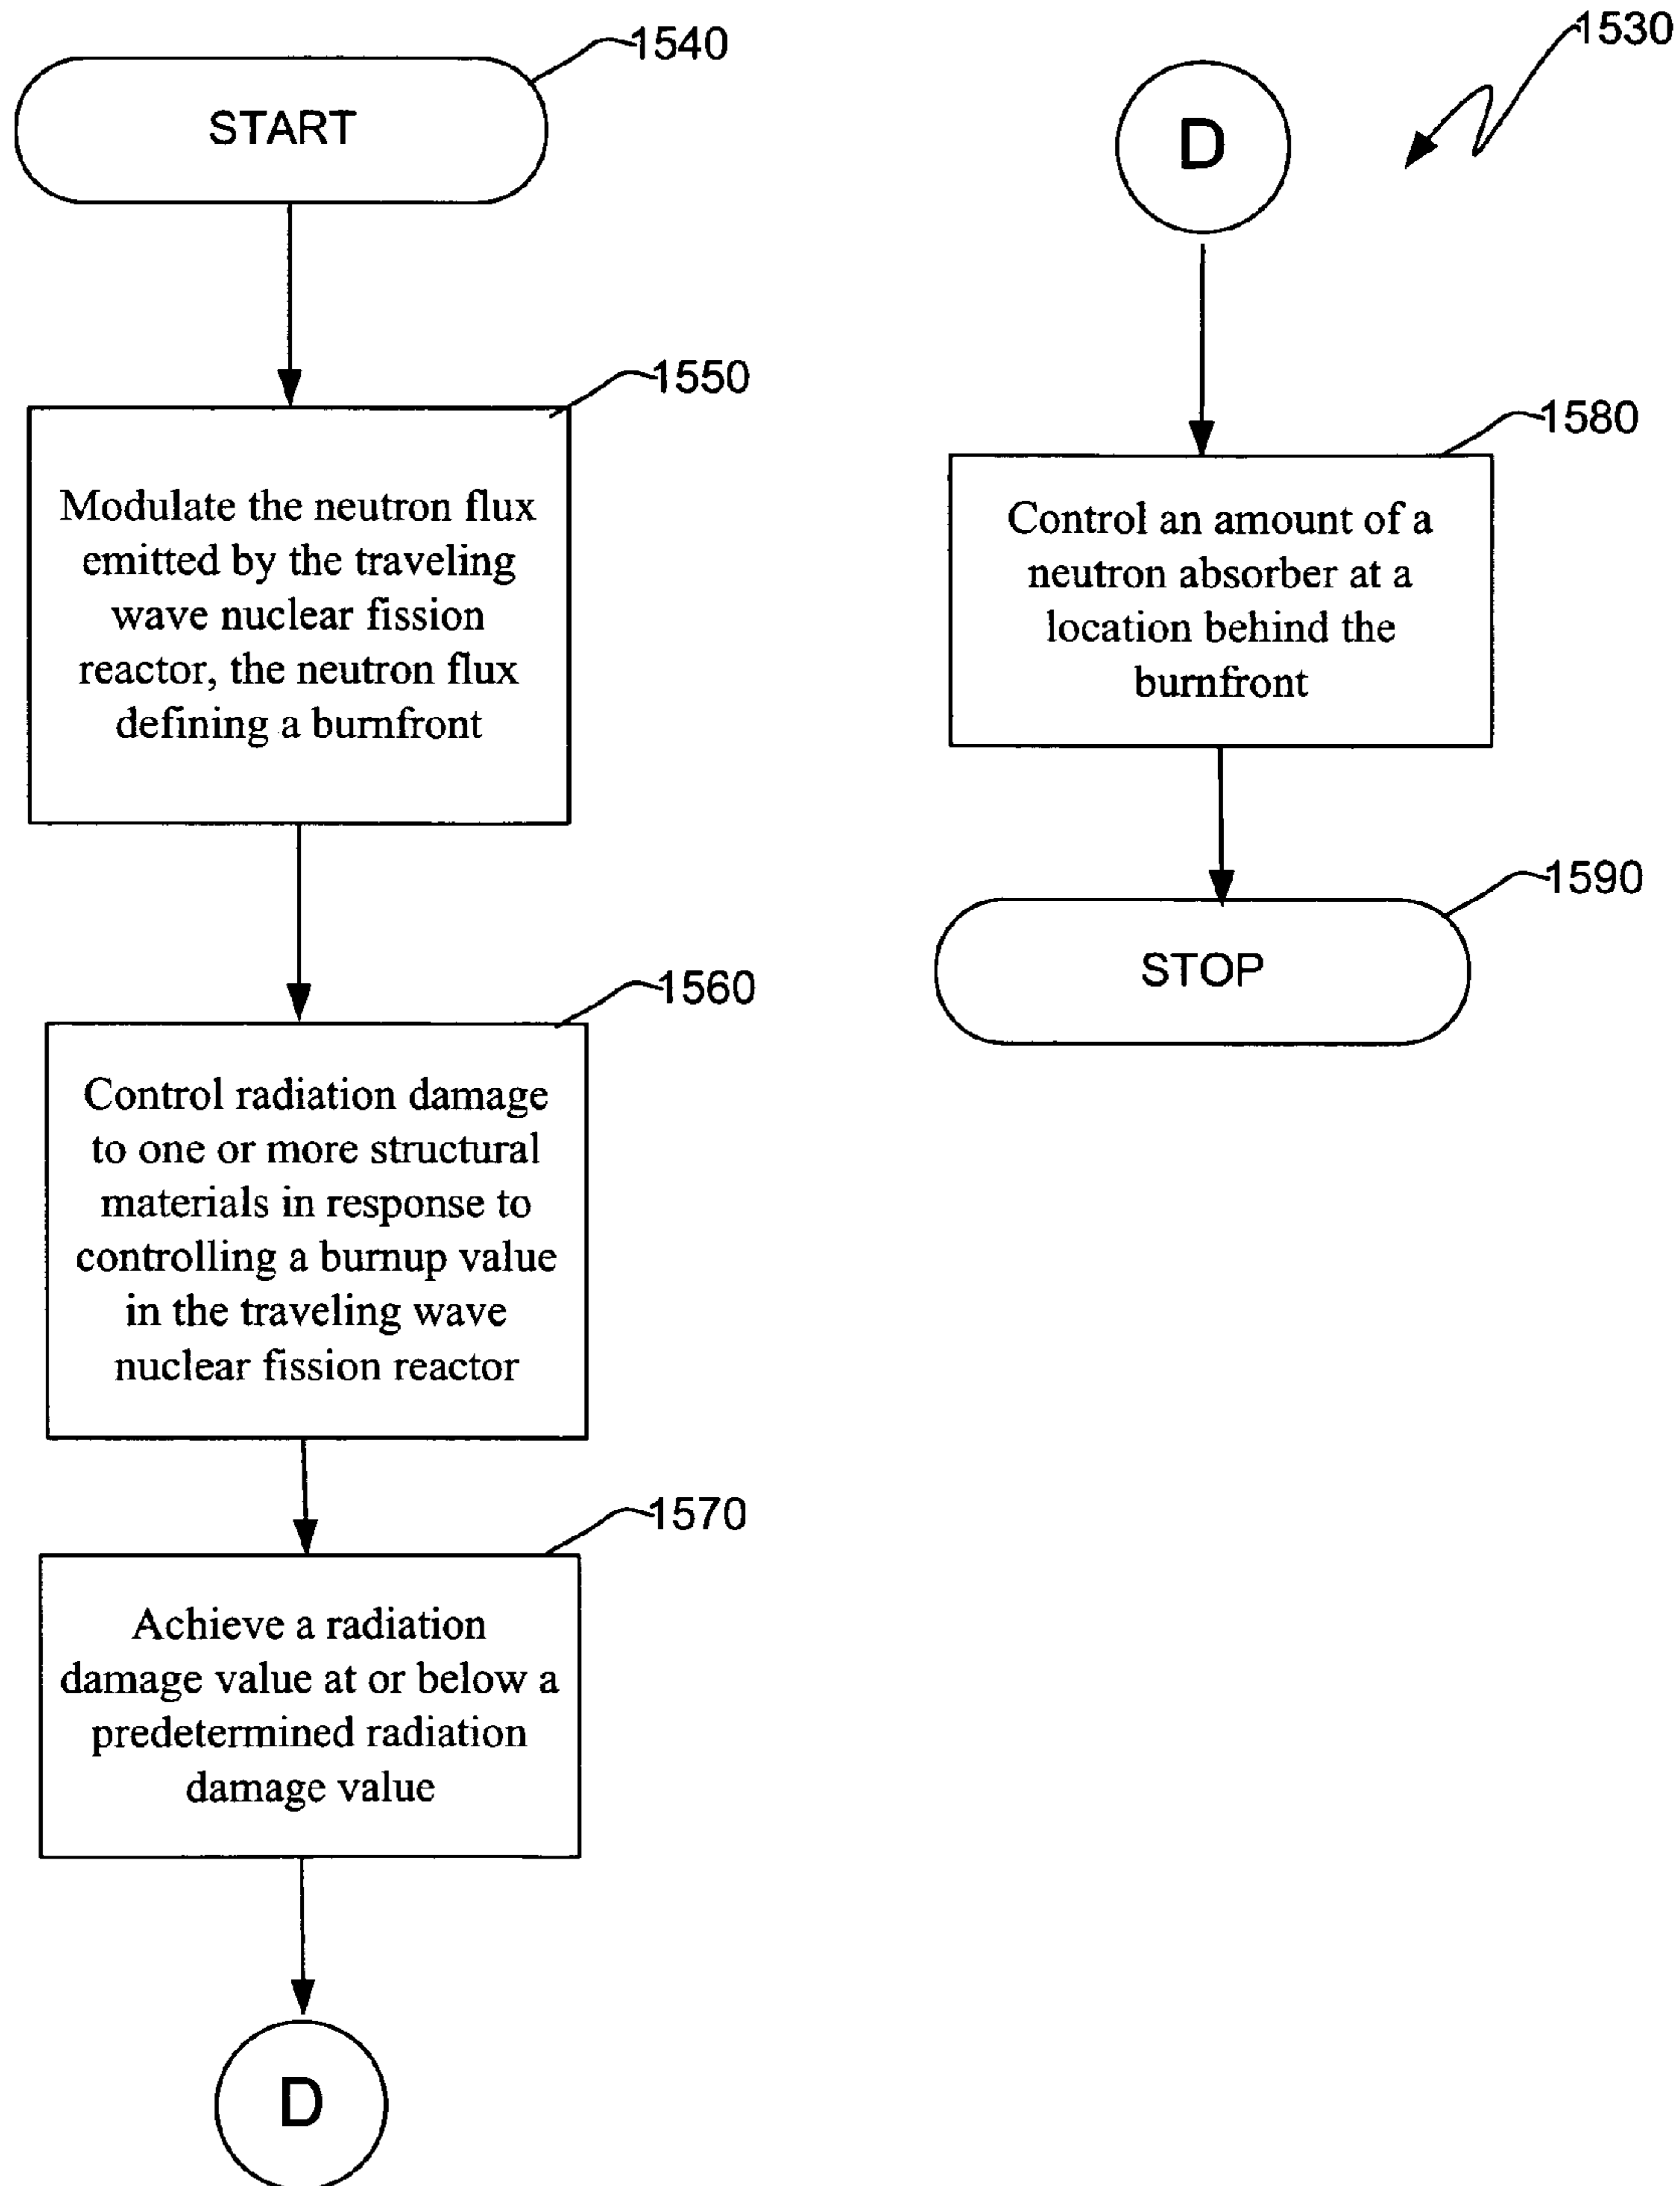 1540
START
1550
Modulate the neutron flux
emitted by the traveling
wave nuclear fission
reactor, the neutron flux
defining a burnfront
1560
Control radiation damage
to one or more structural
materials in response to
controlling a burnup value
in the traveling wave
nuclear fission reactor
1570
Achieve a radiation
damage value at or below a
predetermined radiation
damage value
D
1530
D
1580
Control an amount of a
neutron absorber at a
location behind the
burnfront
1590
STOP